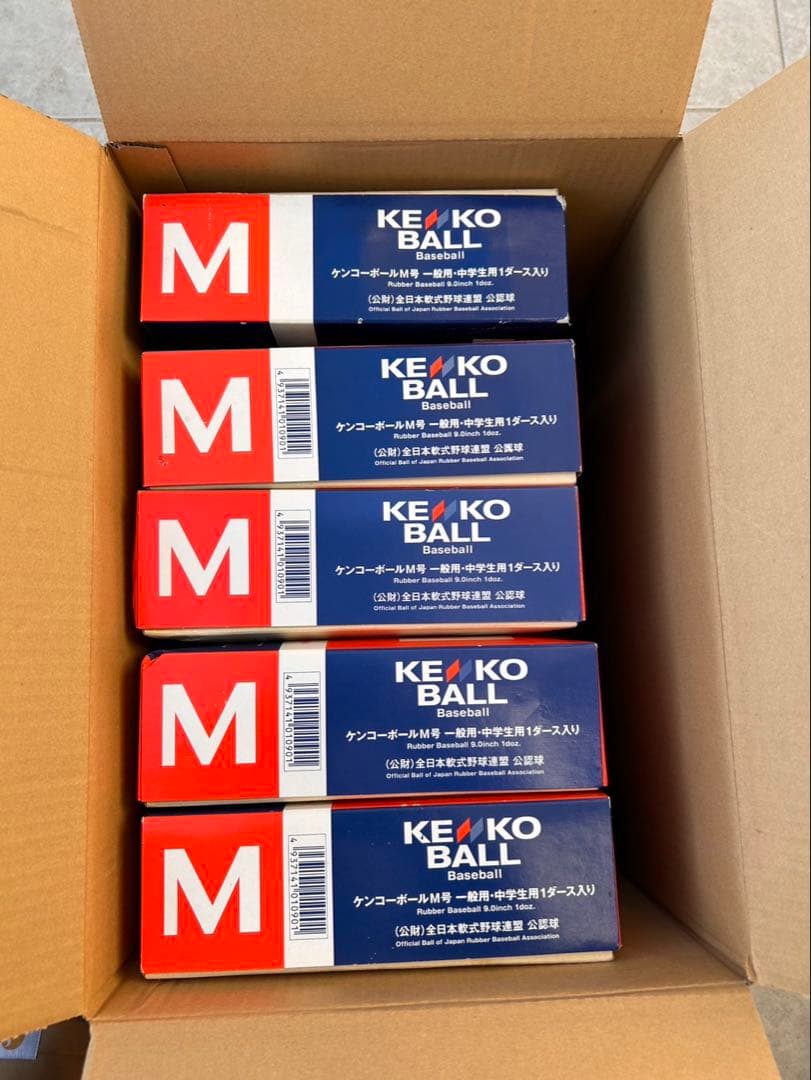 M
KENKO
BALL
Baseball
ケンコーボールM号 一般用・中学生用1ダース入り
Rubber Baseball 9.0inch 1doz.
(公財)全日本軟式野球連盟 公認球
Official Ball of Japan Rubber Baseball Association
M
4937141010901
KENKO
BALL
Baseball
ケンコーボールM号 一般用・中学生用1ダース入り
Rubber Baseball 9.0inch 1doz.
(公財)全日本軟式野球連盟 公認球
Official Ball of Japan Rubber Baseball Association
M
4937141010901
KENKO
BALL
Baseball
ケンコーボールM号 一般用・中学生用1ダース入り
Rubber Baseball 9.0inch 1doz.
(公財)全日本軟式野球連盟 公認球
Official Ball of Japan Rubber Baseball Association
M
4937141010901
KENKO
BALL
Baseball
ケンコーボールM号 一般用・中学生用1ダース入り
Rubber Baseball 9.0inch 1doz.
(公財)全日本軟式野球連盟 公認球
Official Ball of Japan Rubber Baseball Association
M
4937141010901
KENKO
BALL
Baseball
ケンコーボールM号 一般用・中学生用1ダース入り
Rubber Baseball 9.0inch 1doz.
(公財)全日本軟式野球連盟 公認球
Official Ball of Japan Rubber Baseball Association